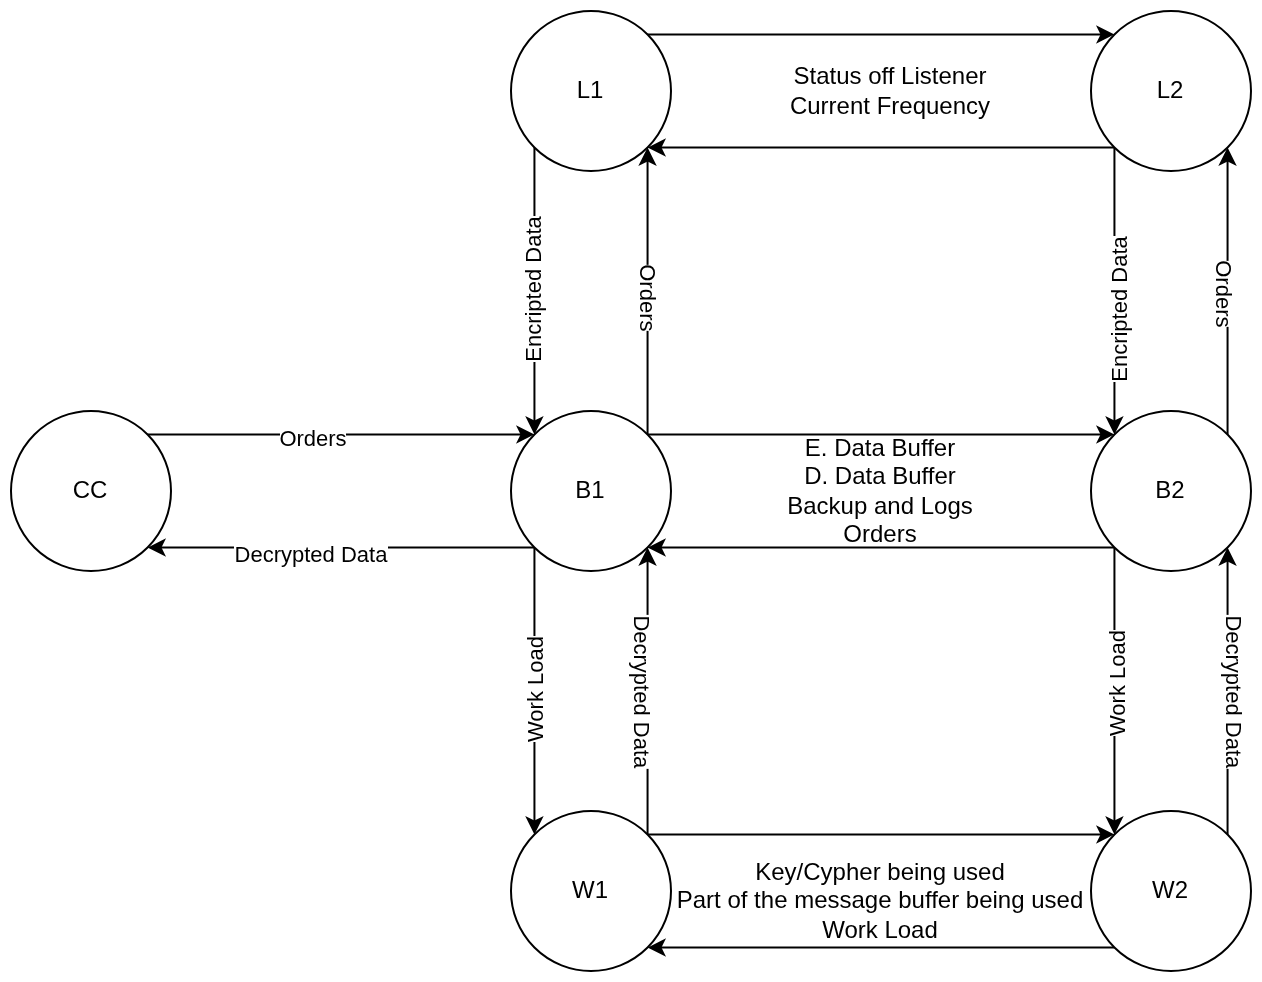 L1
Status off Listener
Current Frequency
L2
Encripted Data
Orders
Encripted Data
Orders
CC
Orders
Decrypted Data
B1
E. Data Buffer
D. Data Buffer
Backup and Logs
Orders
B2
Work Load
Decrypted Data
Work Load
Decrypted Data
W1
Key/Cypher being used
Part of the message buffer being used
Work Load
W2